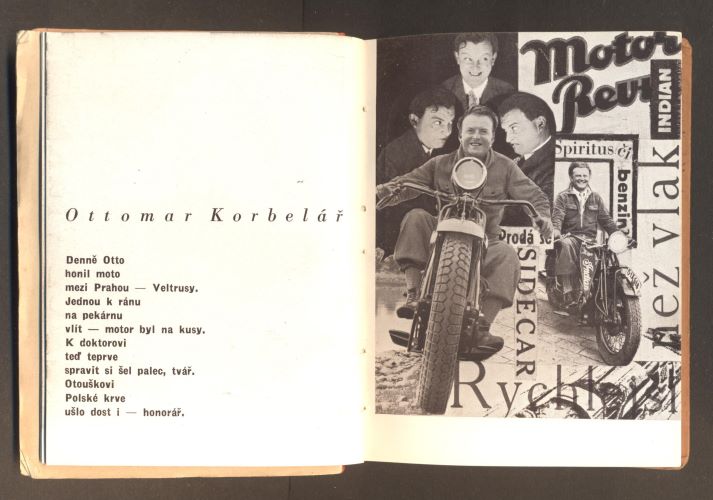 Ottomar Korbelář
Denně Otto
honil moto
mezi Prahou — Veltrusy.
Jednou k ránu
na pekárnu
vlít — motor byl na kusy.
K doktorovi
teď teprve
spravit si šel palec, tvář.
Otouškovi
Polské krve
ušlo dost i — honorář.
Motor
Revu
INDIAN
Spiritus či
benzin
než vlak
Prodá se
SIDECAR
Rychlejší